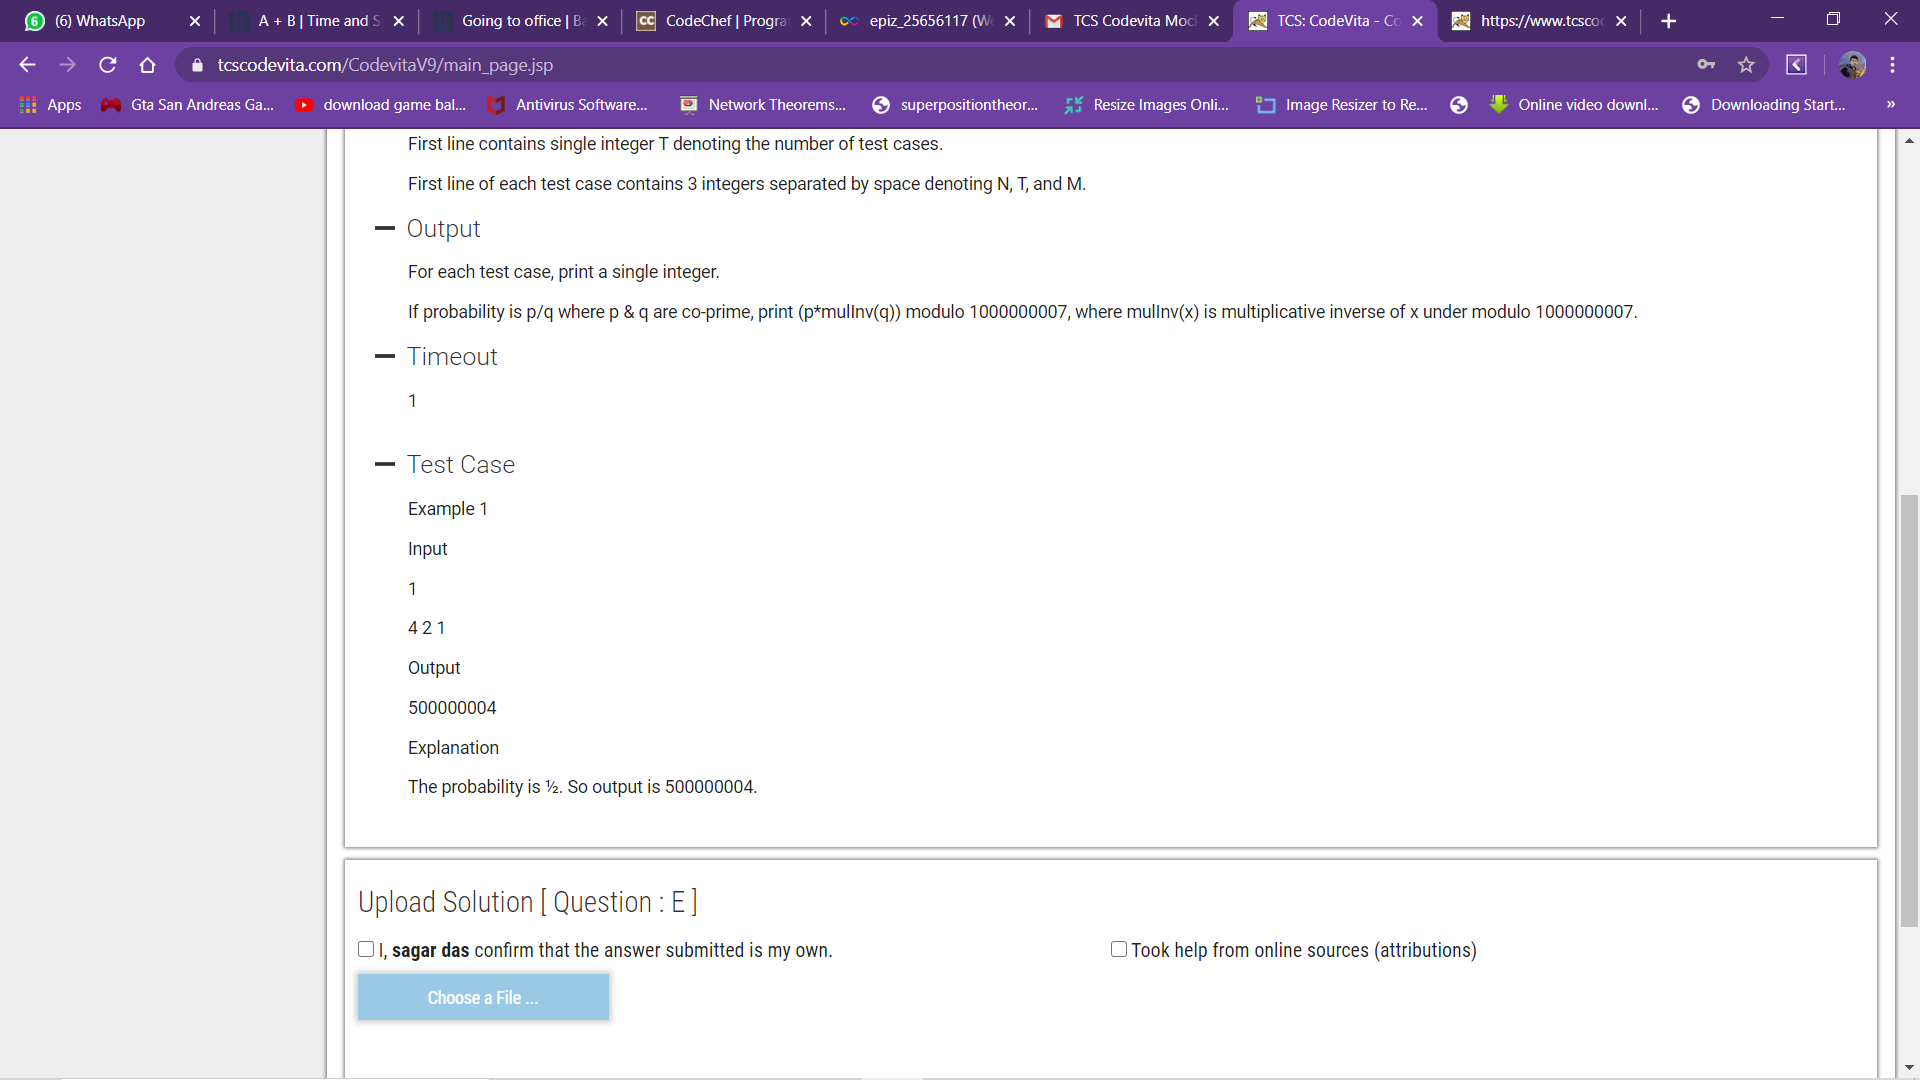 (6) WhatsApp
A + B | Time and S
Going to office | Ba
CC CodeChef | Progra
epiz_25656117 (We
TCS Codevita Moc
TCS: CodeVita - Co
https://www.tcscoc
tcscodevita.com/CodevitaV9/main_page.jsp
Apps
Gta San Andreas Ga...
download game bal...
Antivirus Software...
Network Theorems...
superpositiontheor...
Resize Images Onli...
Image Resizer to Re...
Online video downl...
Downloading Start...
»
First line contains single integer T denoting the number of test cases.
First line of each test case contains 3 integers separated by space denoting N, T, and M.
Output
For each test case, print a single integer.
If probability is p/q where p & q are co-prime, print (p*mulInv(q)) modulo 1000000007, where mulInv(x) is multiplicative inverse of x under modulo 1000000007.
Timeout
1
Test Case
Example 1
Input
1
4 2 1
Output
500000004
Explanation
The probability is ½. So output is 500000004.
Upload Solution [ Question : E ]
I, sagar das confirm that the answer submitted is my own.
Took help from online sources (attributions)
Choose a File ...